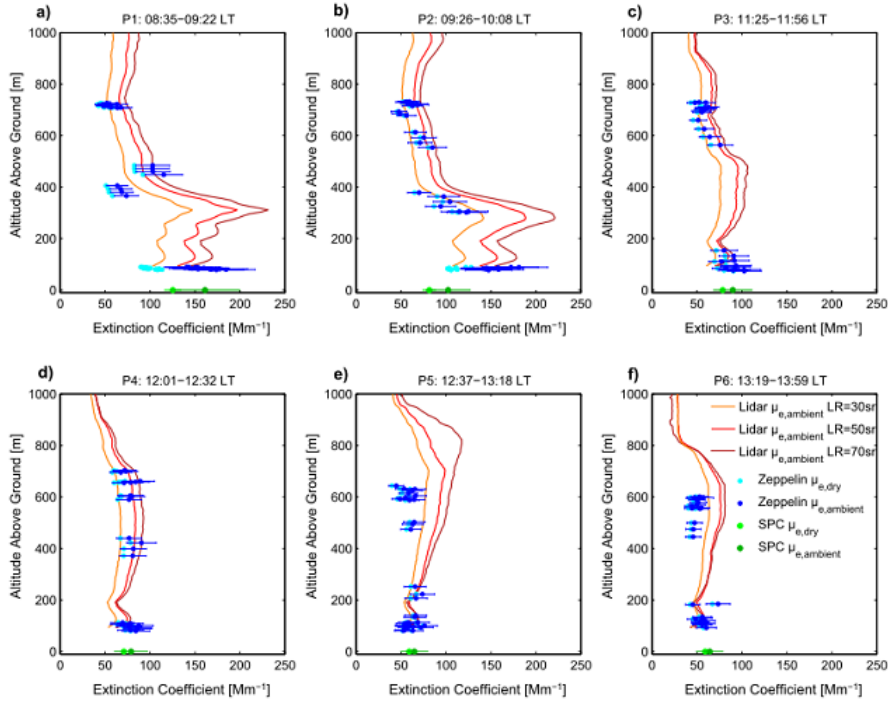 a)
P1: 08:35−09:22 LT
b)
P2: 09:26−10:08 LT
c)
P3: 11:25−11:56 LT
1000
800
600
400
200
0
Altitude Above Ground [m]
0 50 100 150 200 250
Extinction Coefficient [Mm⁻¹]
1000
800
600
400
200
0
Altitude Above Ground [m]
0 50 100 150 200 250
Extinction Coefficient [Mm⁻¹]
1000
800
600
400
200
0
Altitude Above Ground [m]
0 50 100 150 200 250
Extinction Coefficient [Mm⁻¹]
d)
P4: 12:01−12:32 LT
e)
P5: 12:37−13:18 LT
f)
P6: 13:19−13:59 LT
1000
800
600
400
200
0
Altitude Above Ground [m]
0 50 100 150 200 250
Extinction Coefficient [Mm⁻¹]
1000
800
600
400
200
0
Altitude Above Ground [m]
0 50 100 150 200 250
Extinction Coefficient [Mm⁻¹]
1000
800
600
400
200
0
Altitude Above Ground [m]
Lidar μe,ambient LR=30sr
Lidar μe,ambient LR=50sr
Lidar μe,ambient LR=70sr
Zeppelin μe,dry
Zeppelin μe,ambient
SPC μe,dry
SPC μe,ambient
0 50 100 150 200 250
Extinction Coefficient [Mm⁻¹]